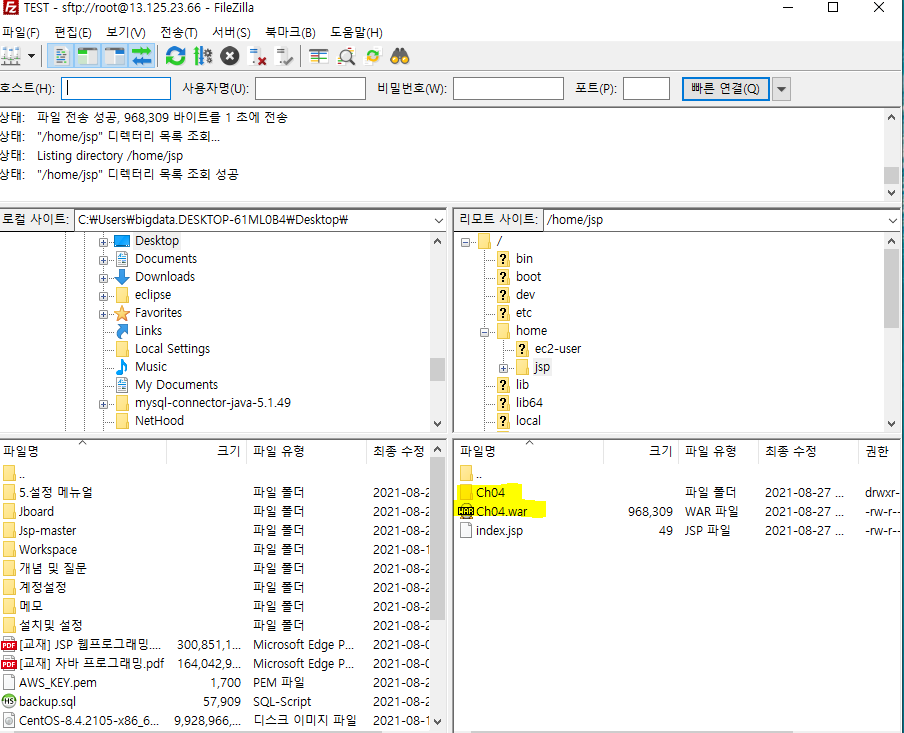 TEST - sftp://root@13.125.23.66 - FileZilla
파일(F) 편집(E) 보기(V) 전송(T) 서버(S) 북마크(B) 도움말(H)
호스트(H): 사용자명(U): 비밀번호(W): 포트(P): 빠른 연결(Q)
상태: 파일 전송 성공, 968,309 바이트를 1 초에 전송
상태: "/home/jsp" 디렉터리 목록 조회...
상태: Listing directory /home/jsp
상태: "/home/jsp" 디렉터리 목록 조회 성공
로컬 사이트: C:₩Users₩bigdata.DESKTOP-61ML0B4₩Desktop₩
Desktop
Documents
Downloads
eclipse
Favorites
Links
Local Settings
Music
My Documents
mysql-connector-java-5.1.49
NetHood
리모트 사이트: /home/jsp
/
? bin
? boot
? dev
? etc
home
? ec2-user
jsp
? lib
? lib64
? local
파일명 크기 파일 유형 최종 수정
..
5.설정 메뉴얼 파일 폴더 2021-08-2
Jboard 파일 폴더 2021-08-2
Jsp-master 파일 폴더 2021-08-2
Workspace 파일 폴더 2021-08-1
개념 및 질문 파일 폴더 2021-08-2
계정설정 파일 폴더 2021-08-2
메모 파일 폴더 2021-08-2
설치및 설정 파일 폴더 2021-08-2
PDF [교재] JSP 웹프로그래밍.... 300,851,1... Microsoft Edge P... 2021-08-0
PDF [교재] 자바 프로그래밍.pdf 164,042,9... Microsoft Edge P... 2021-08-0
AWS_KEY.pem 1,700 PEM 파일 2021-08-2
HS backup.sql 57,909 SQL-Script 2021-08-2
CentOS-8.4.2105-x86_6... 9,928,966,... 디스크 이미지 파일 2021-08-1
파일명 크기 파일 유형 최종 수정 권한
..
Ch04 파일 폴더 2021-08-27 ... drwxr-
WAR Ch04.war 968,309 WAR 파일 2021-08-27 ... -rw-r--
index.jsp 49 JSP 파일 2021-08-27 ... -rw-r--